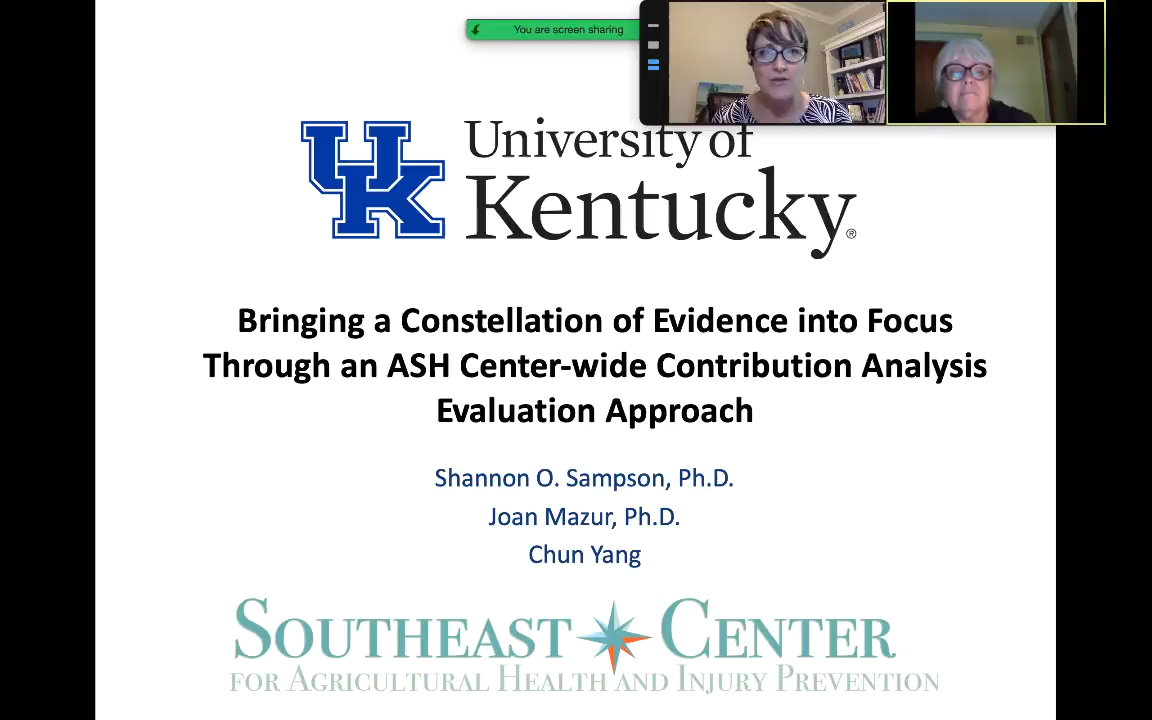 You are screen sharing
UK
University of
Kentucky®
Bringing a Constellation of Evidence into Focus
Through an ASH Center-wide Contribution Analysis
Evaluation Approach
Shannon O. Sampson, Ph.D.
Joan Mazur, Ph.D.
Chun Yang
SOUTHEAST CENTER
FOR AGRICULTURAL HEALTH AND INJURY PREVENTION